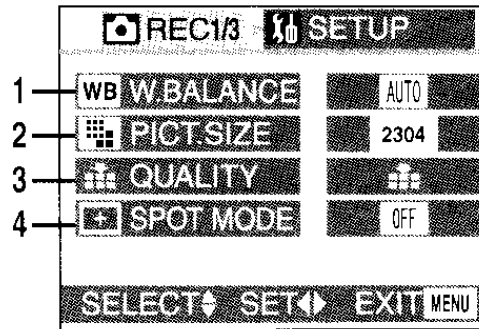 REC1/3 SETUP
1 WB W.BALANCE AUTO
2 PICT.SIZE 2304
3 QUALITY
4 SPOT MODE OFF
SELECT SET EXIT MENU